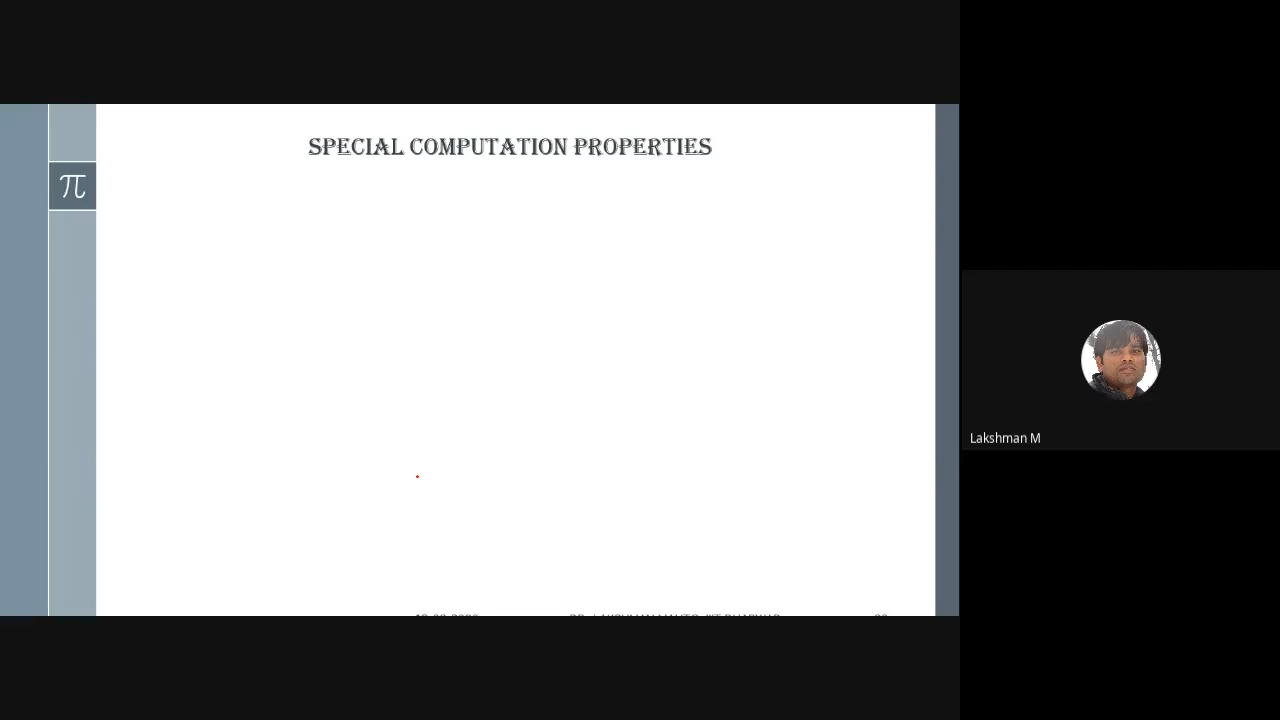 SPECIAL COMPUTATION PROPERTIES
π
Lakshman M